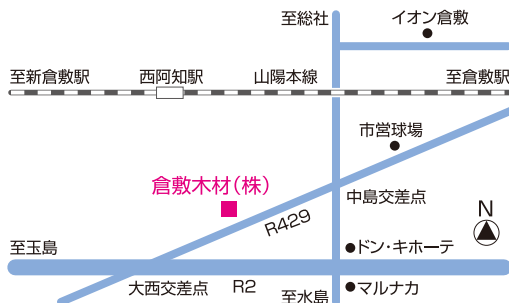 至総社
イオン倉敷
至新倉敷駅
西阿知駅
山陽本線
至倉敷駅
市営球場
倉敷木材(株)
中島交差点
R429
N
至玉島
ドン・キホーテ
大西交差点
R2
至水島
マルナカ